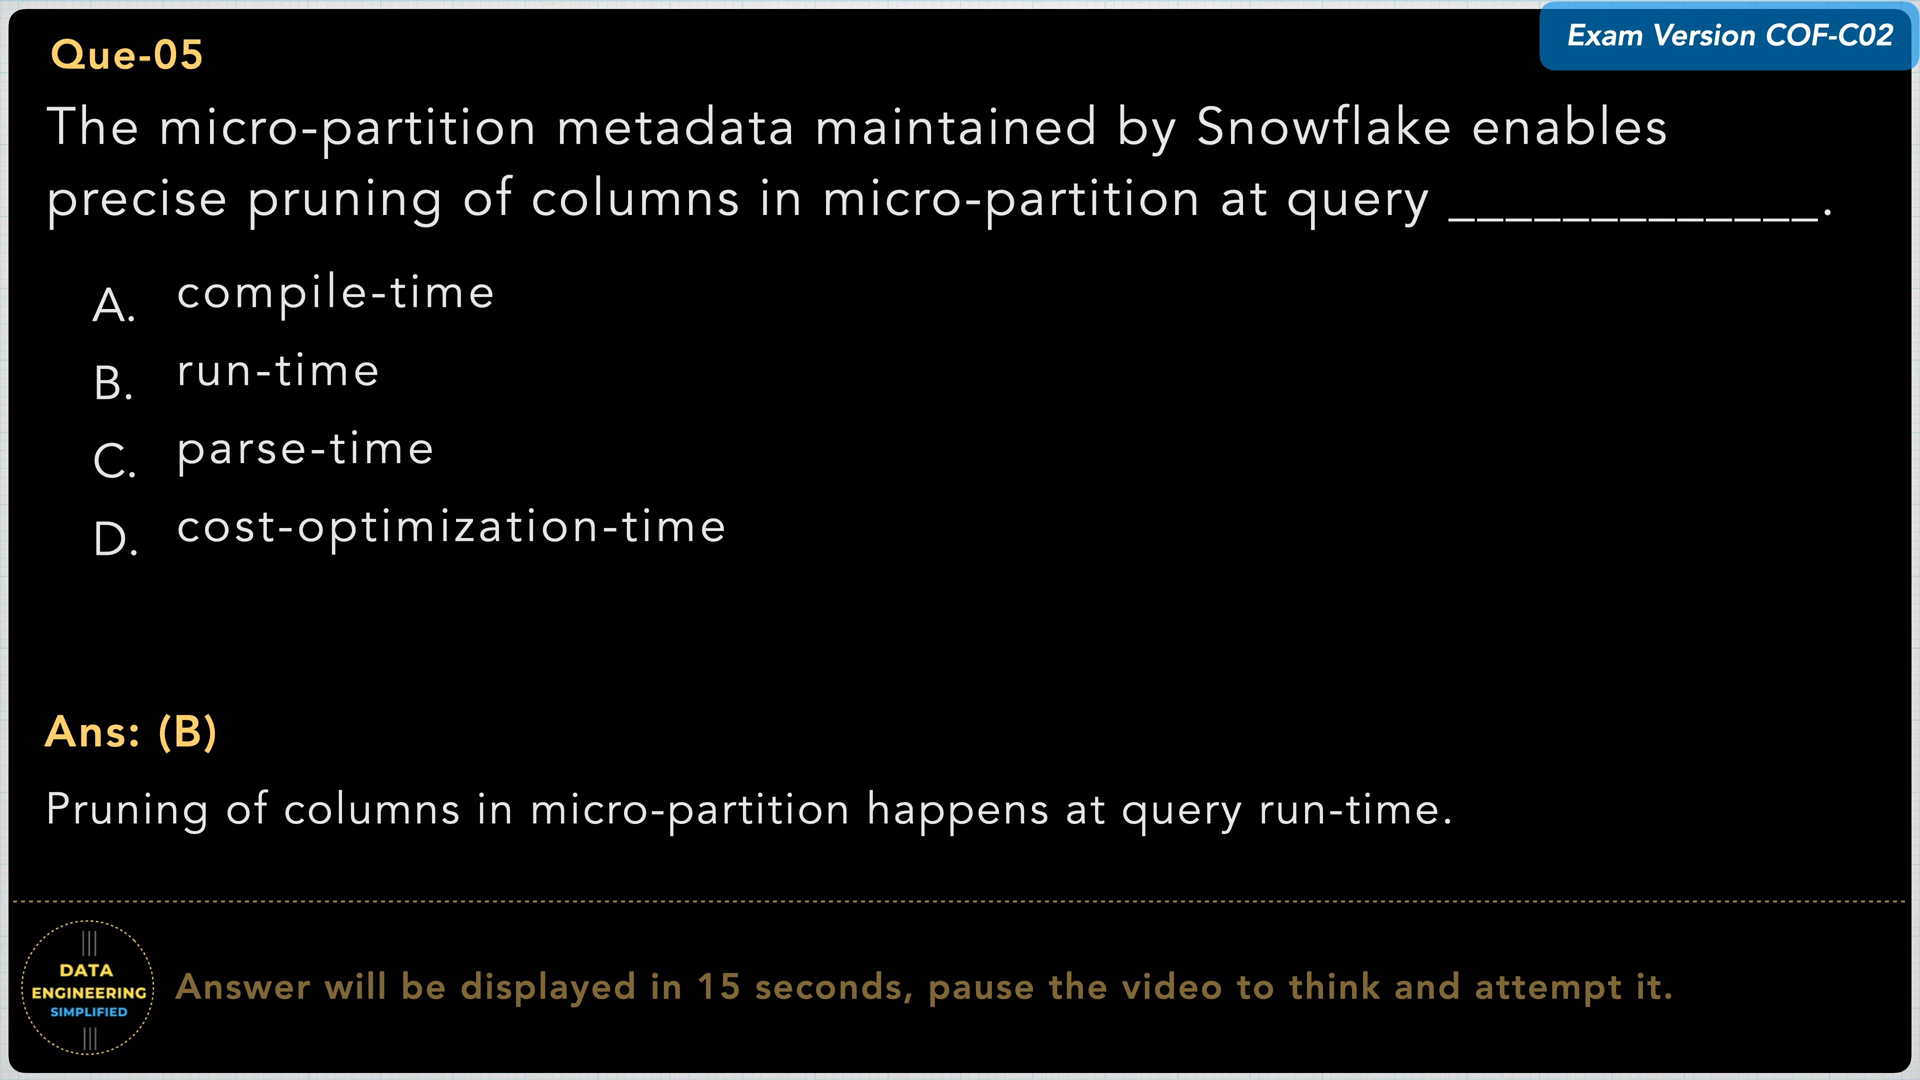 Exam Version COF-C02
Que-05
The micro-partition metadata maintained by Snowflake enables
precise pruning of columns in micro-partition at query _____________.
A. compile-time
B. run-time
C. parse-time
D. cost-optimization-time
Ans: (B)
Pruning of columns in micro-partition happens at query run-time.
DATA
ENGINEERING
SIMPLIFIED
Answer will be displayed in 15 seconds, pause the video to think and attempt it.